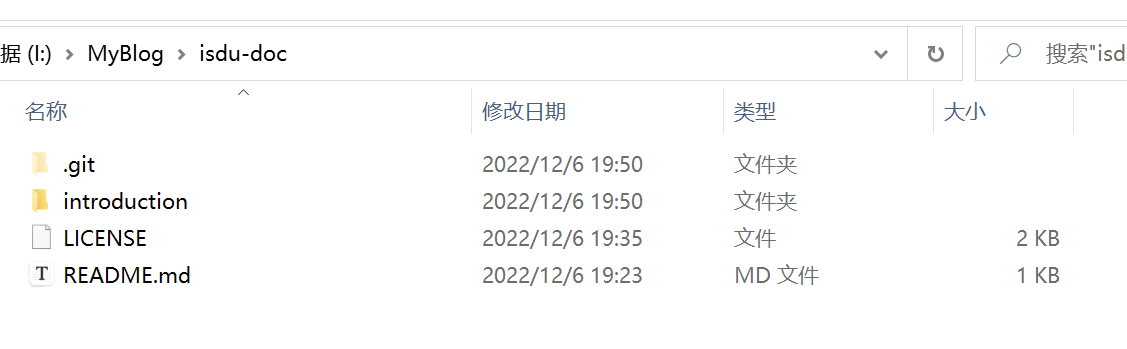 据 (I:) › MyBlog › isdu-doc 搜索"isd
名称 修改日期 类型 大小
.git 2022/12/6 19:50 文件夹
introduction 2022/12/6 19:50 文件夹
LICENSE 2022/12/6 19:35 文件 2 KB
T README.md 2022/12/6 19:23 MD 文件 1 KB